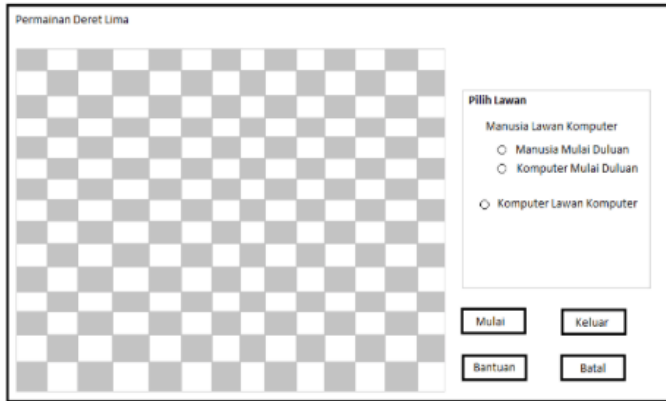 Permainan Deret Lima
Pilih Lawan
Manusia Lawan Komputer
Manusia Mulai Duluan
Komputer Mulai Duluan
Komputer Lawan Komputer
Mulai
Keluar
Bantuan
Batal